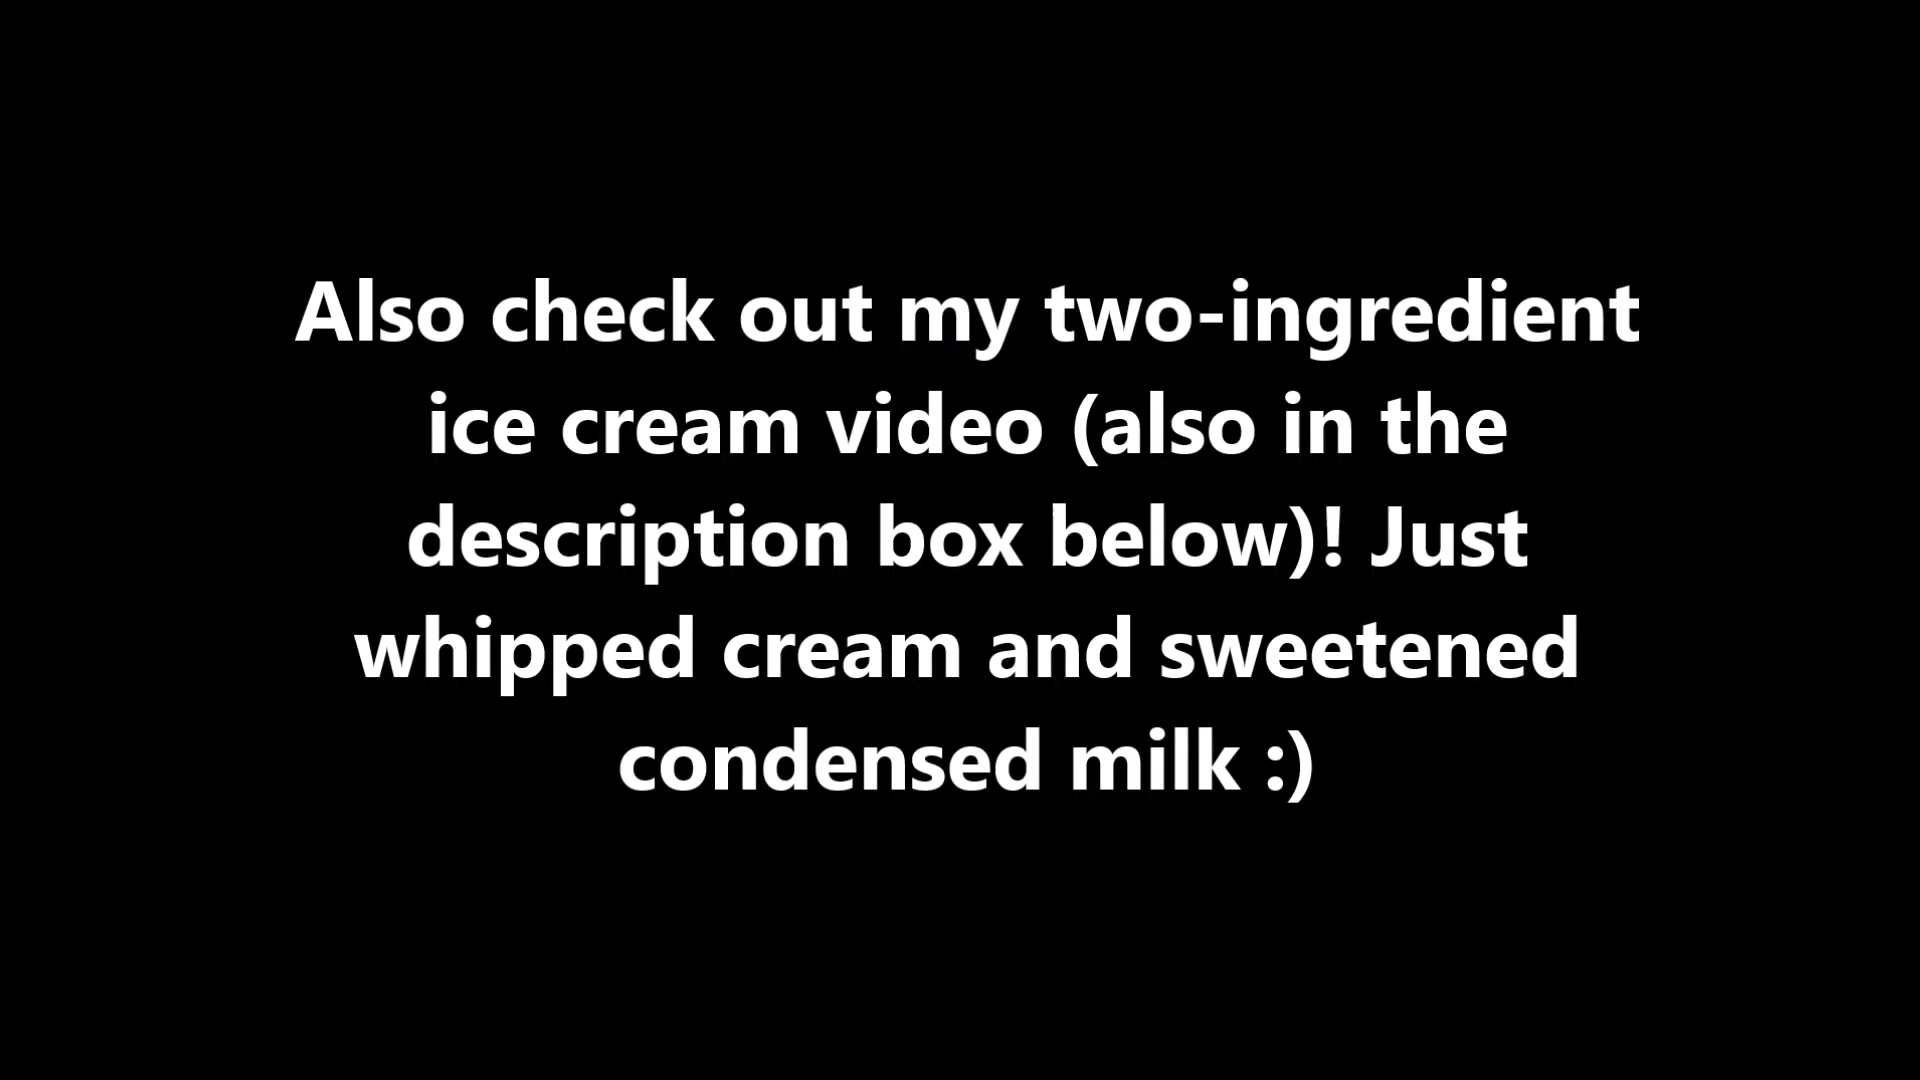 Also check out my two-ingredient
ice cream video (also in the
description box below)! Just
whipped cream and sweetened
condensed milk :)